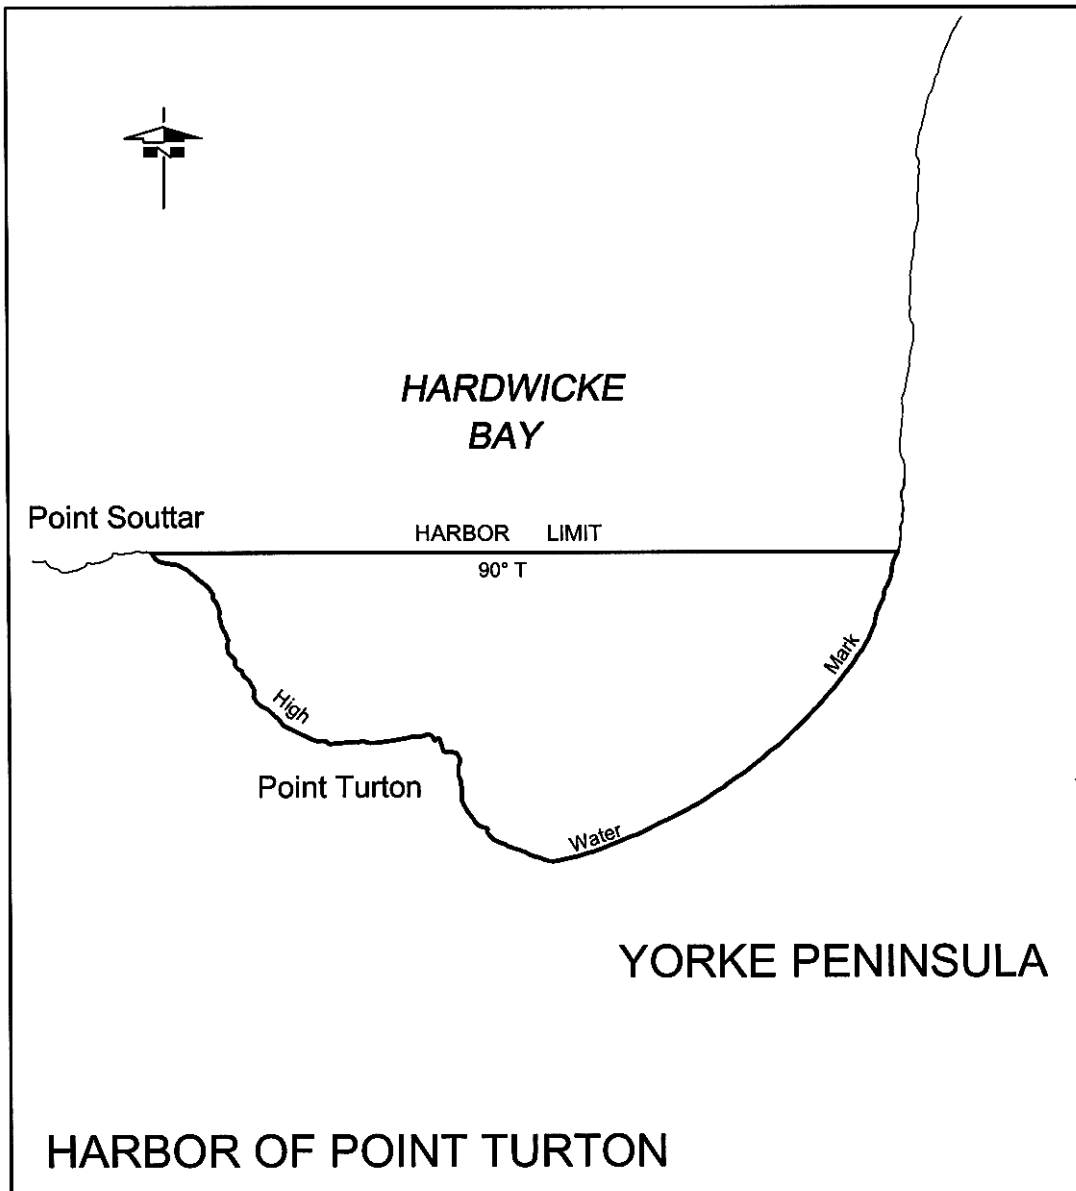 N
HARDWICKE
BAY
Point Souttar
HARBOR LIMIT
90° T
Mark
High
Point Turton
Water
YORKE PENINSULA
HARBOR OF POINT TURTON